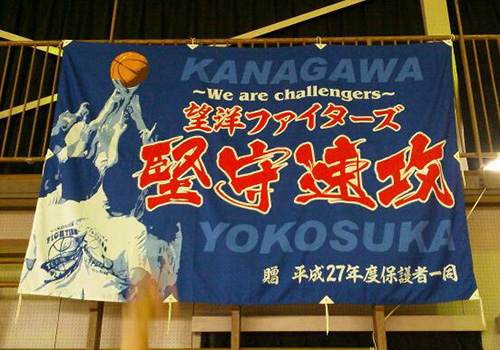 KANAGAWA
~We are challengers~
望洋ファイターズ
堅守速攻
YOKOSUKA
贈 平成27年度保護者一同